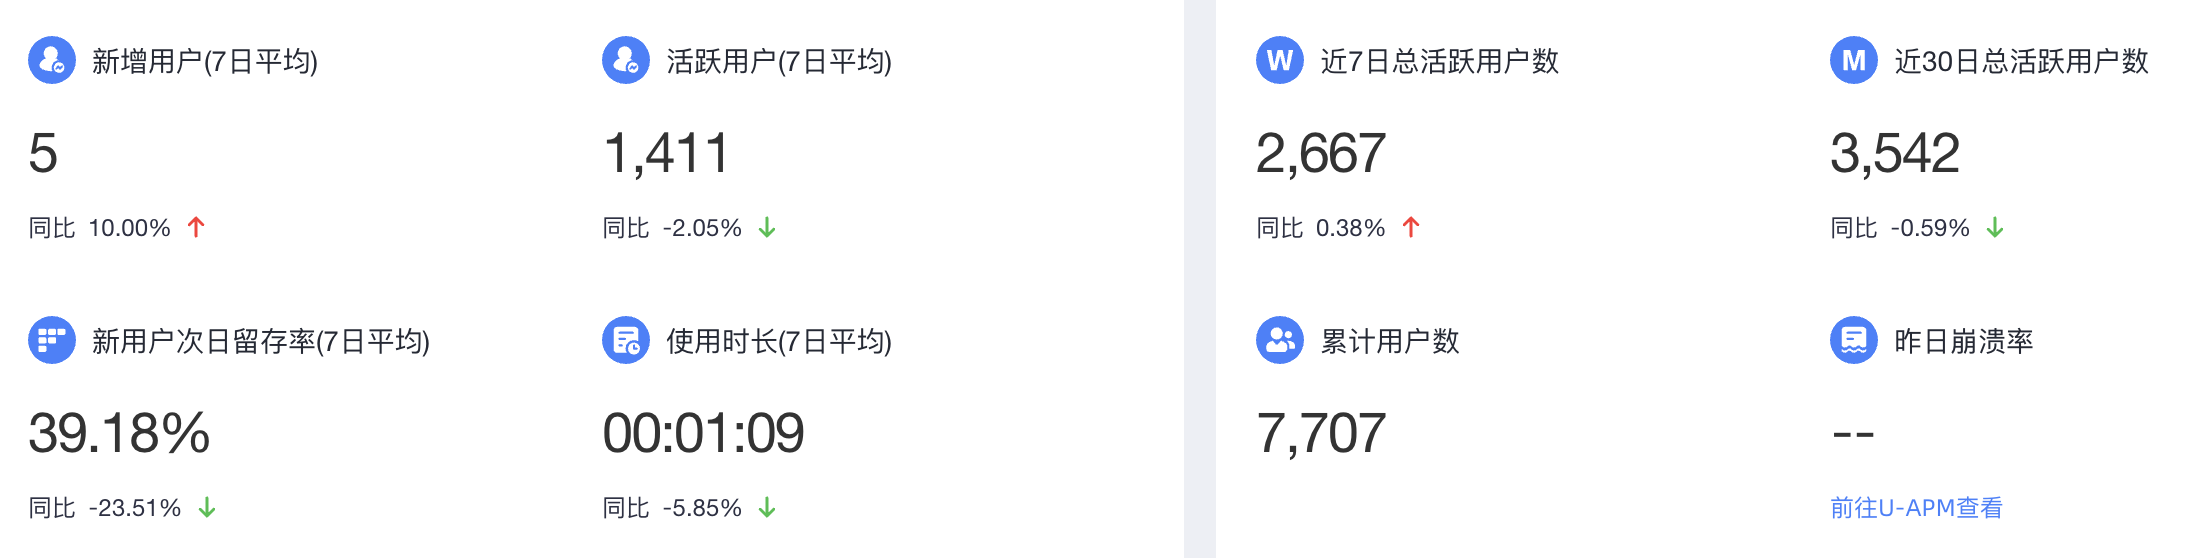 新增用户(7日平均)
活跃用户(7日平均)
5
1,411
同比 10.00% ↑
同比 -2.05% ↓
新用户次日留存率(7日平均)
使用时长(7日平均)
39.18%
00:01:09
同比 -23.51% ↓
同比 -5.85% ↓
W 近7日总活跃用户数
M 近30日总活跃用户数
2,667
3,542
同比 0.38% ↑
同比 -0.59% ↓
累计用户数
昨日崩溃率
7,707
--
前往U-APM查看